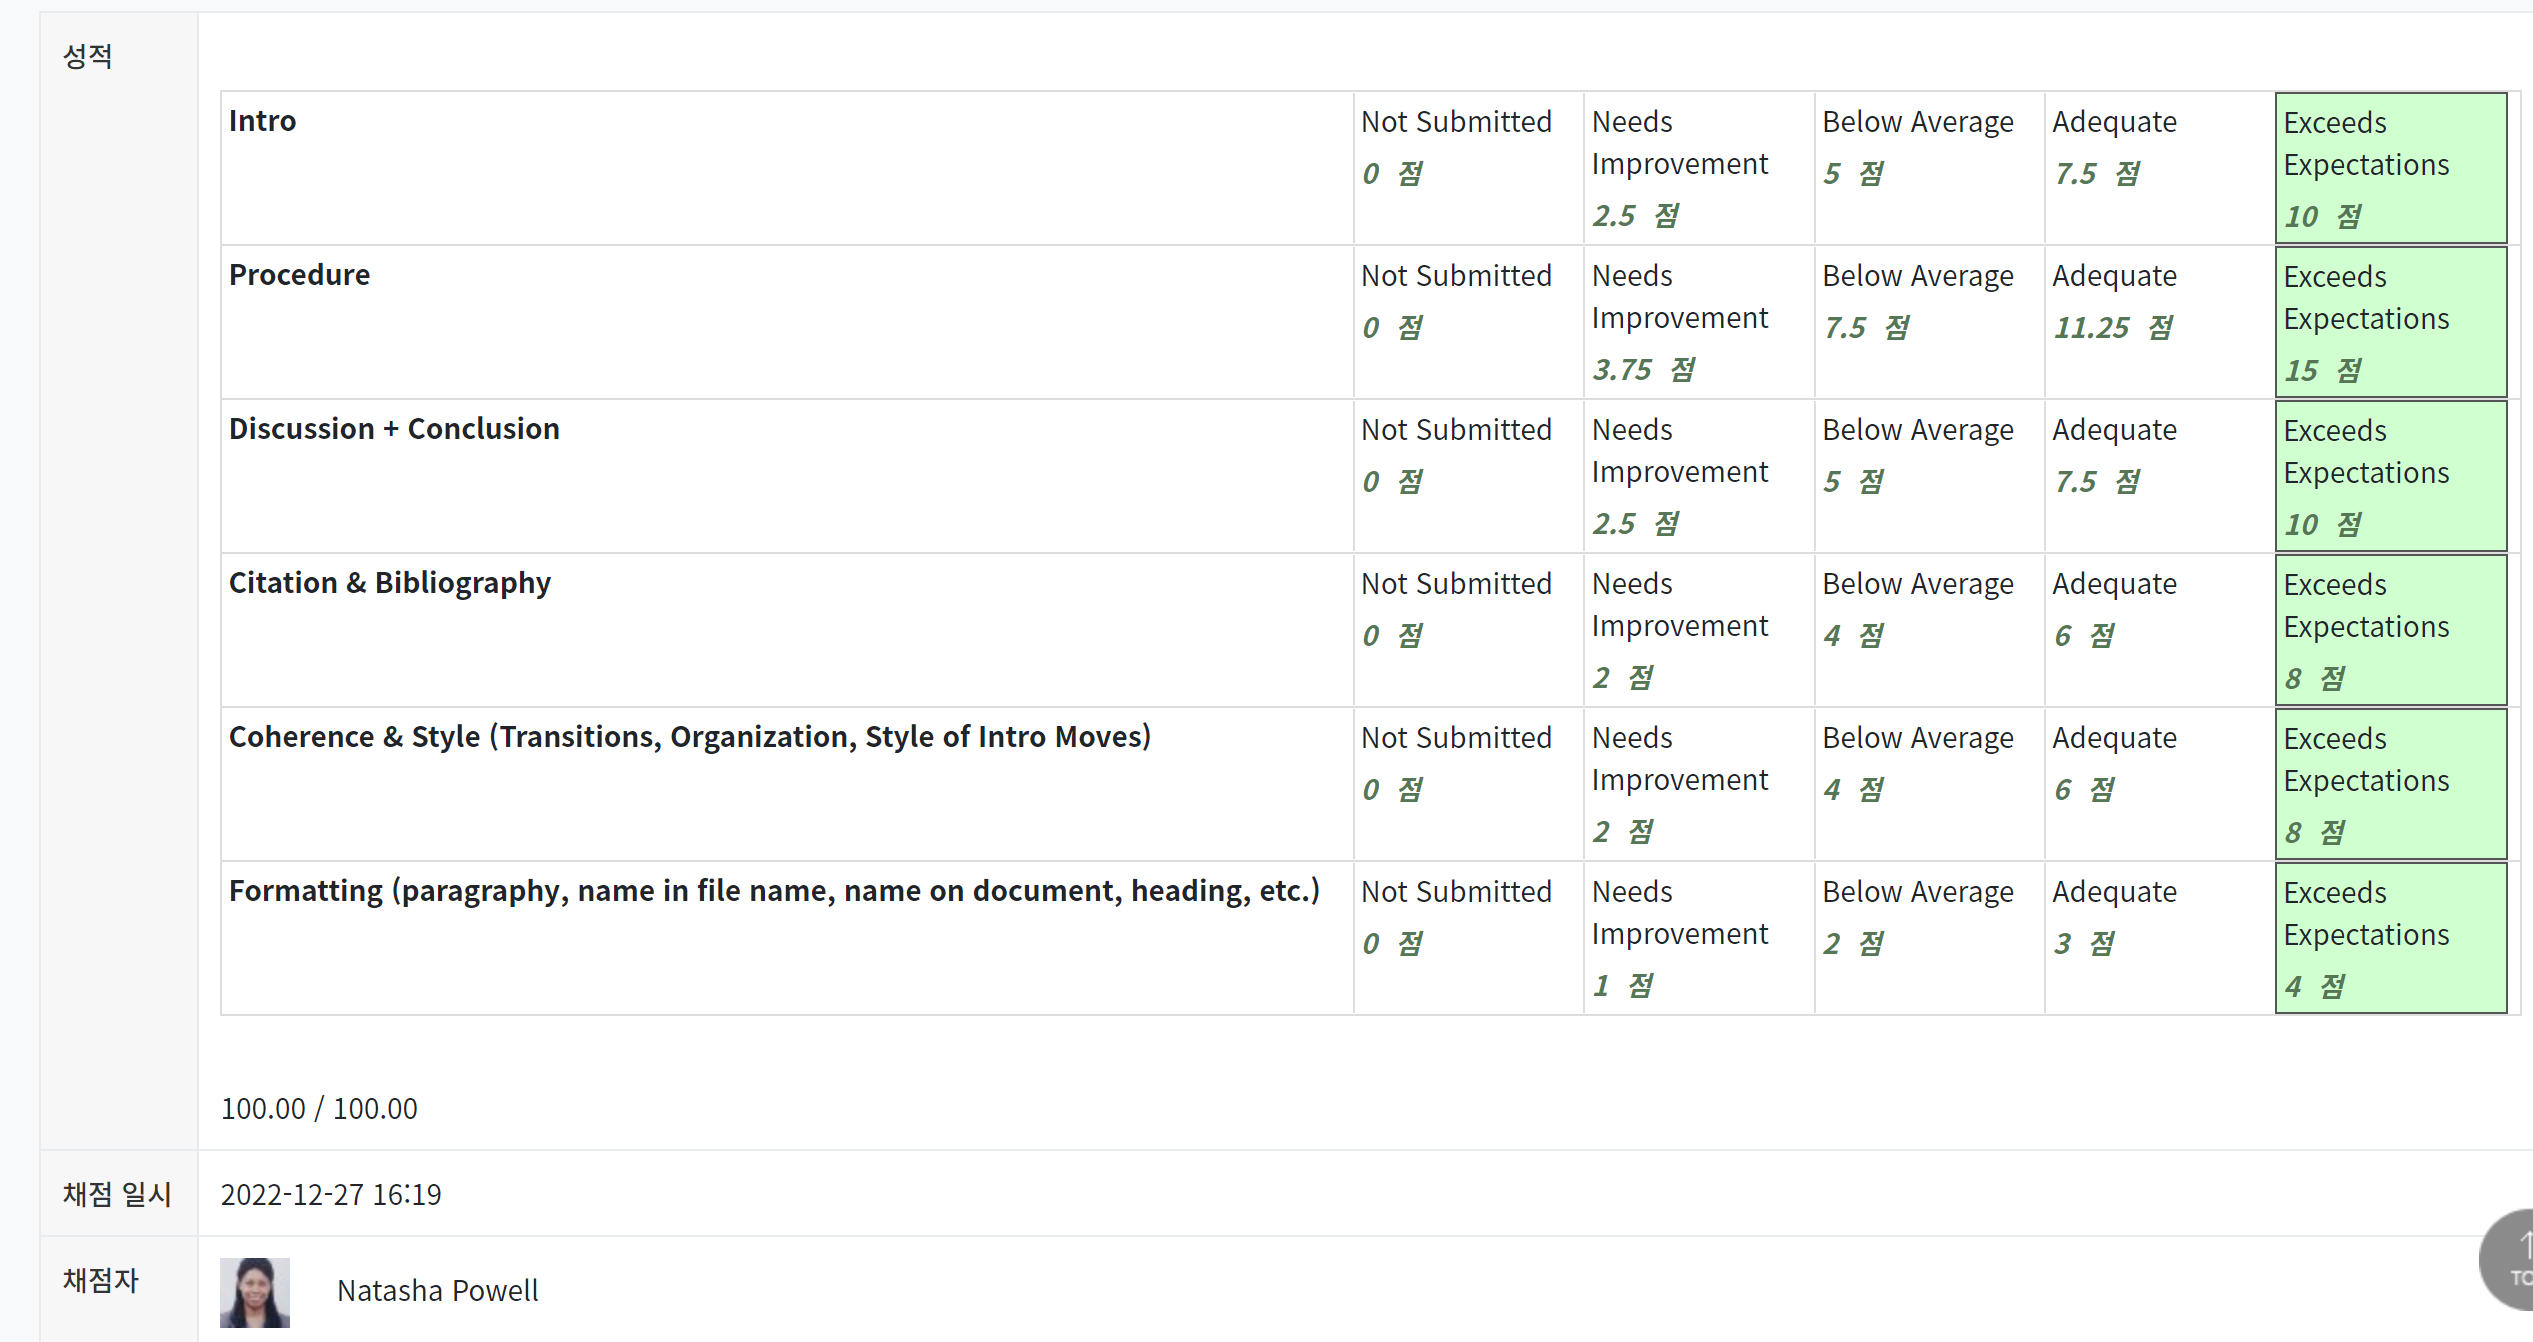 성적
Intro
Not Submitted
0 점
Needs
Improvement
2.5 점
Below Average
5 점
Adequate
7.5 점
Exceeds
Expectations
10 점
Procedure
Not Submitted
0 점
Needs
Improvement
3.75 점
Below Average
7.5 점
Adequate
11.25 점
Exceeds
Expectations
15 점
Discussion + Conclusion
Not Submitted
0 점
Needs
Improvement
2.5 점
Below Average
5 점
Adequate
7.5 점
Exceeds
Expectations
10 점
Citation & Bibliography
Not Submitted
0 점
Needs
Improvement
2 점
Below Average
4 점
Adequate
6 점
Exceeds
Expectations
8 점
Coherence & Style (Transitions, Organization, Style of Intro Moves)
Not Submitted
0 점
Needs
Improvement
2 점
Below Average
4 점
Adequate
6 점
Exceeds
Expectations
8 점
Formatting (paragraphy, name in file name, name on document, heading, etc.)
Not Submitted
0 점
Needs
Improvement
1 점
Below Average
2 점
Adequate
3 점
Exceeds
Expectations
4 점
100.00 / 100.00
채점 일시
2022-12-27 16:19
채점자
Natasha Powell